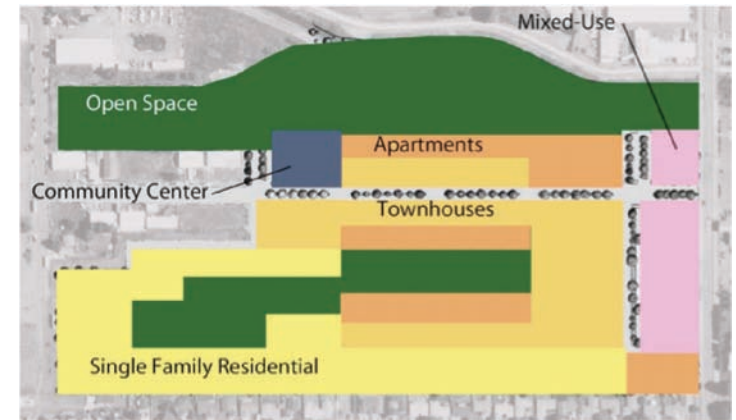 Mixed-Use
Open Space
Apartments
Community Center
Townhouses
Single Family Residential